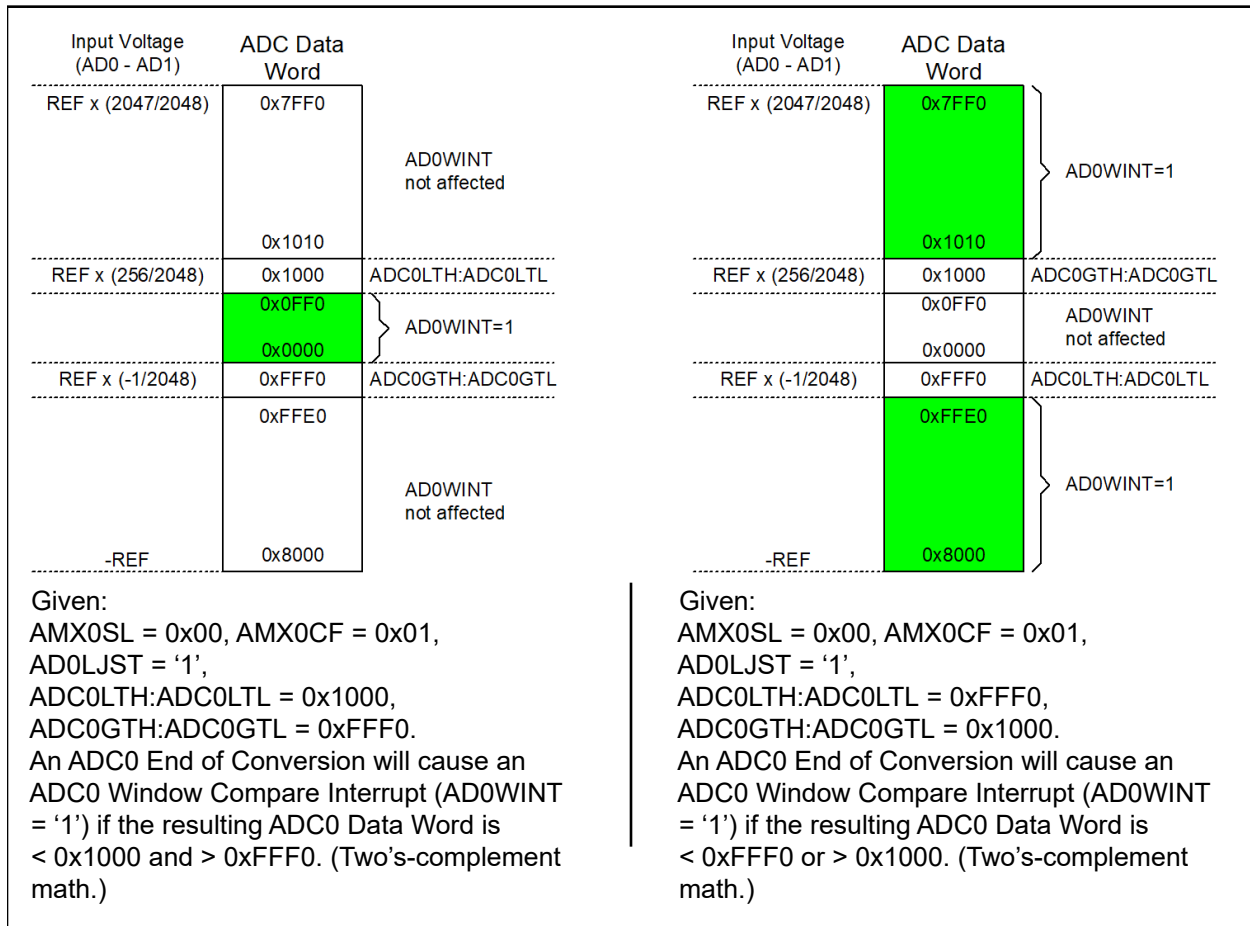 Input Voltage
(AD0 - AD1)
ADC Data
Word
REF x (2047/2048)
0x7FF0
AD0WINT
not affected
0x1010
REF x (256/2048)
0x1000
ADC0LTH:ADC0LTL
0x0FF0
AD0WINT=1
0x0000
REF x (-1/2048)
0xFFF0
ADC0GTH:ADC0GTL
0xFFE0
AD0WINT
not affected
-REF
0x8000
Given:
AMX0SL = 0x00, AMX0CF = 0x01,
AD0LJST = ‘1’,
ADC0LTH:ADC0LTL = 0x1000,
ADC0GTH:ADC0GTL = 0xFFF0.
An ADC0 End of Conversion will cause an
ADC0 Window Compare Interrupt (AD0WINT
= ‘1’) if the resulting ADC0 Data Word is
< 0x1000 and > 0xFFF0. (Two’s-complement
math.)
Input Voltage
(AD0 - AD1)
ADC Data
Word
REF x (2047/2048)
0x7FF0
AD0WINT=1
0x1010
REF x (256/2048)
0x1000
ADC0GTH:ADC0GTL
0x0FF0
AD0WINT
not affected
0x0000
REF x (-1/2048)
0xFFF0
ADC0LTH:ADC0LTL
0xFFE0
AD0WINT=1
-REF
0x8000
Given:
AMX0SL = 0x00, AMX0CF = 0x01,
AD0LJST = ‘1’,
ADC0LTH:ADC0LTL = 0xFFF0,
ADC0GTH:ADC0GTL = 0x1000.
An ADC0 End of Conversion will cause an
ADC0 Window Compare Interrupt (AD0WINT
= ‘1’) if the resulting ADC0 Data Word is
< 0xFFF0 or > 0x1000. (Two’s-complement
math.)